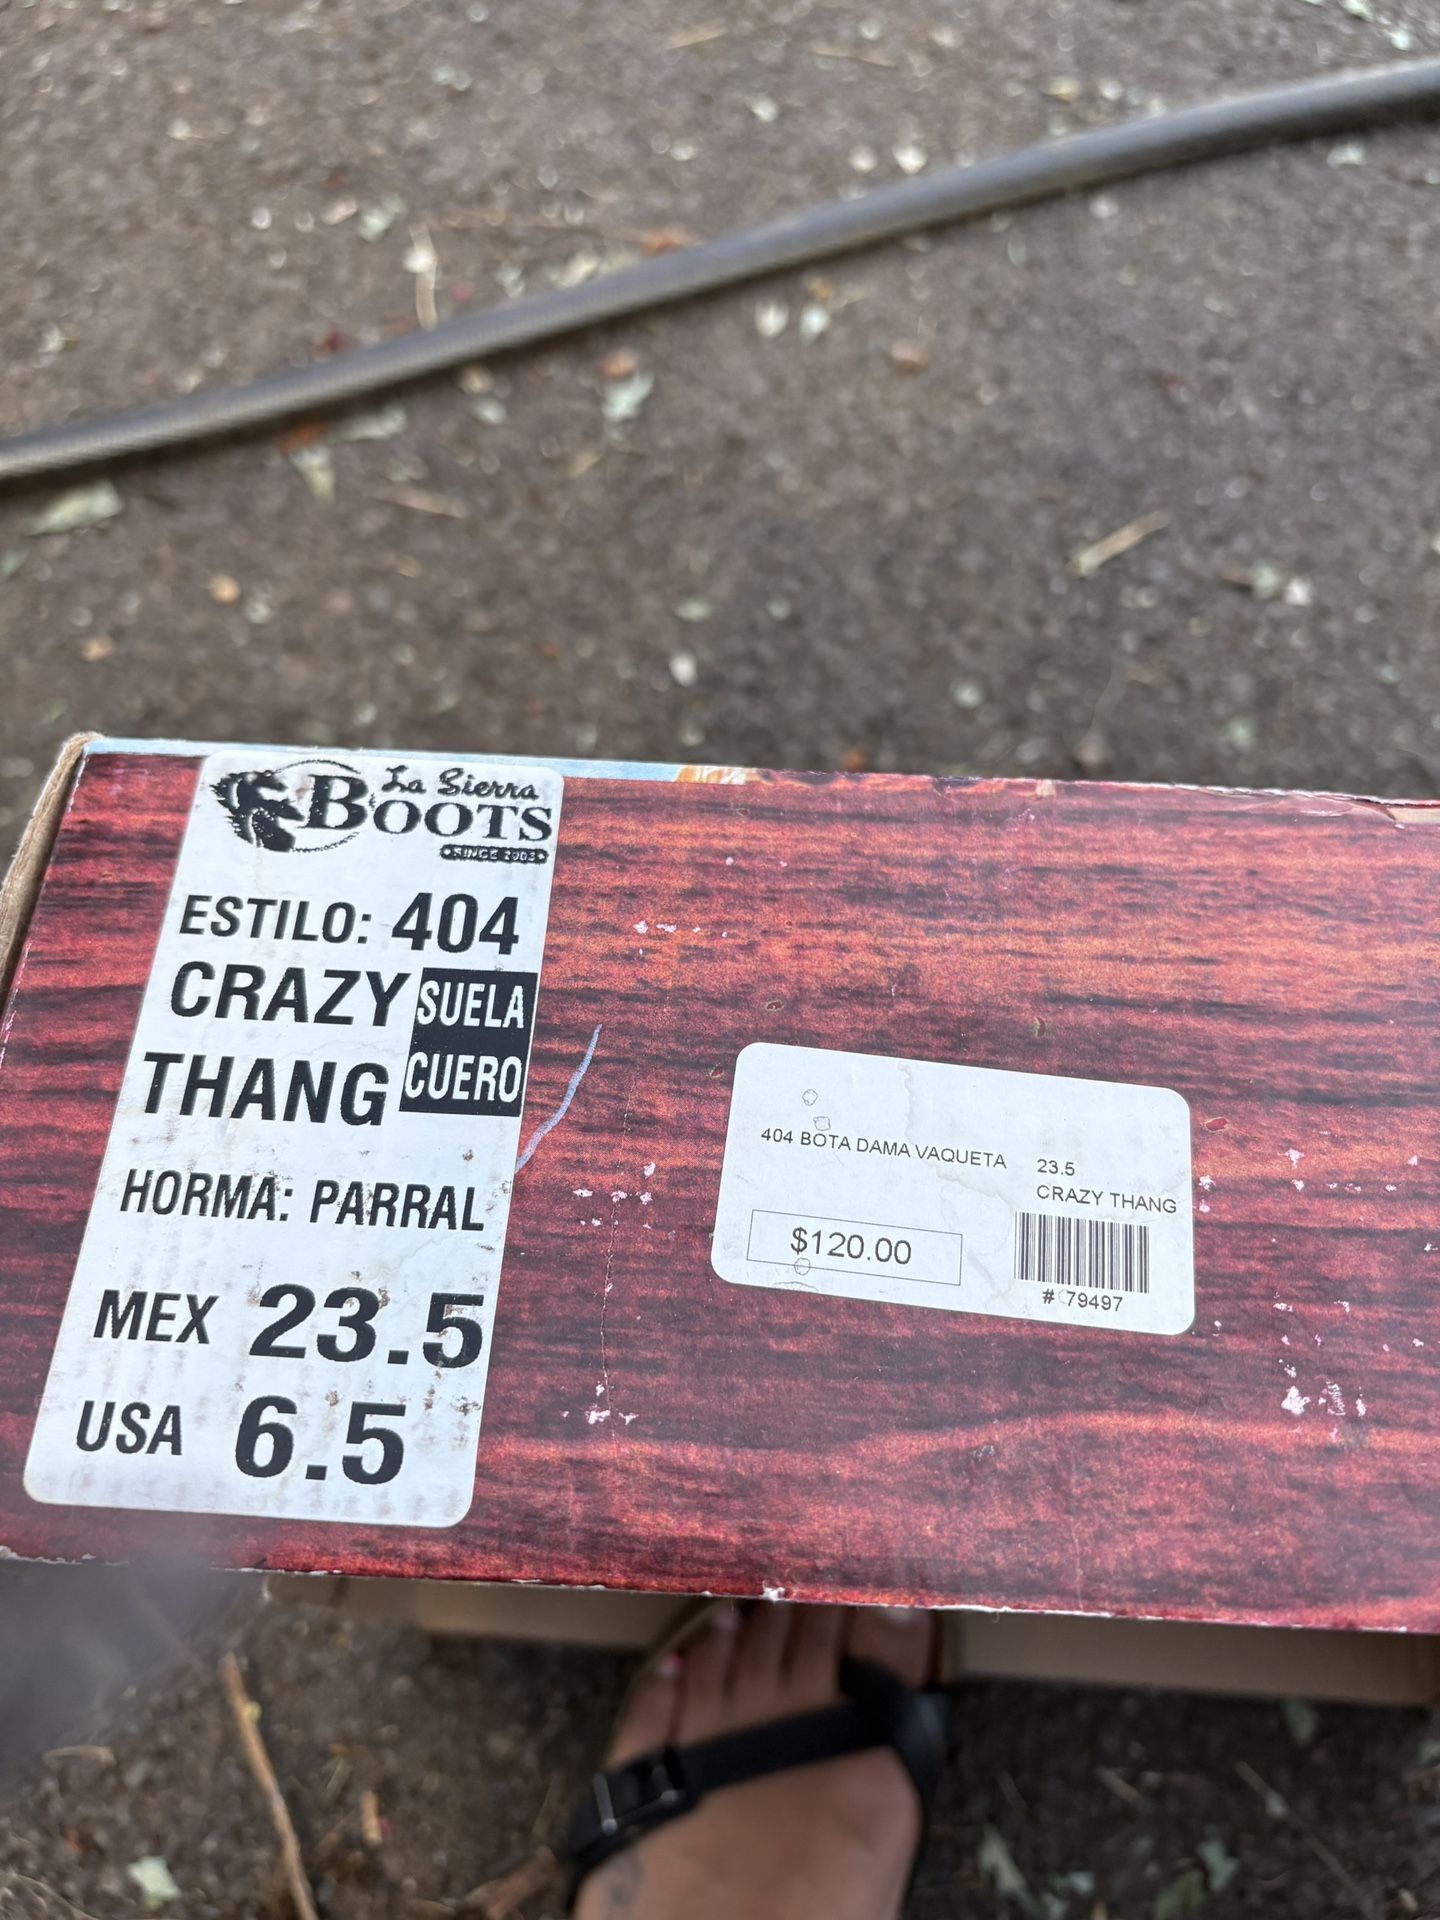 La Sierra
BOOTS
SINCE 2003
ESTILO: 404
CRAZY
THANG
SUELA
CUERO
HORMA: PARRAL
MEX 23.5
USA 6.5
404 BOTA DAMA VAQUETA 23.5
CRAZY THANG
$120.00
# 79497